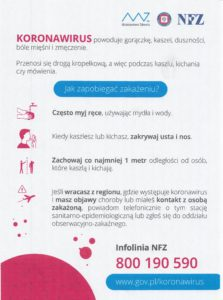 Ministerstwo Zdrowia
NFZ
KORONAWIRUS powoduje gorączkę, kaszel, duszności,
bóle mięśni i zmęczenie.
Przenosi się drogą kropelkową, a więc podczas kaszlu, kichania
czy mówienia.
Jak zapobiegać zakażeniu?
Często myj ręce, używając mydła i wody.
Kiedy kaszlesz lub kichasz, zakrywaj usta i nos.
Zachowaj co najmniej 1 metr odległości od osób,
które kaszlą i kichają.
Jeśli wracasz z regionu, gdzie występuje koronawirus
i masz objawy choroby lub miałeś kontakt z osobą
zakażoną, powiadom telefonicznie o tym stację
sanitarno-epidemiologiczną lub zgłoś się do oddziału
obserwacyjno-zakaźnego.
Infolinia NFZ
800 190 590
www.gov.pl/koronawirus